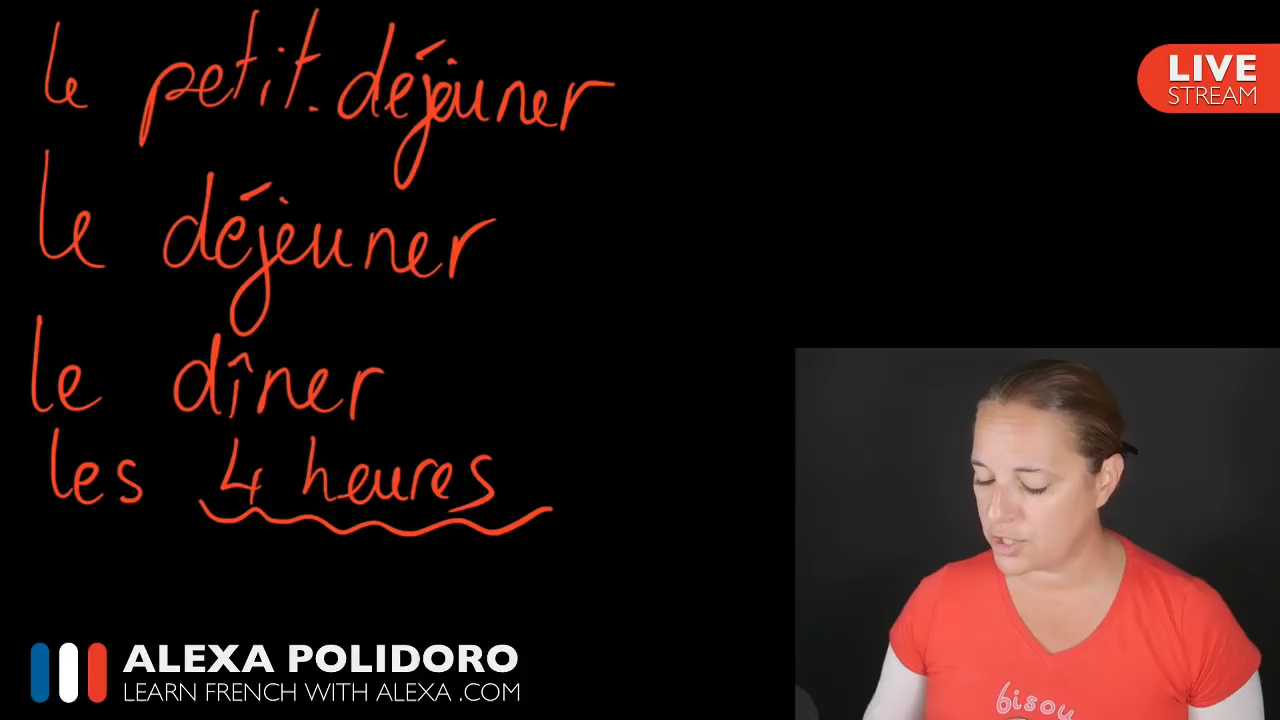 le petit-déjeuner
le déjeuner
le dîner
les 4 heures
LIVE
STREAM
bisou
ALEXA POLIDORO
LEARN FRENCH WITH ALEXA .COM